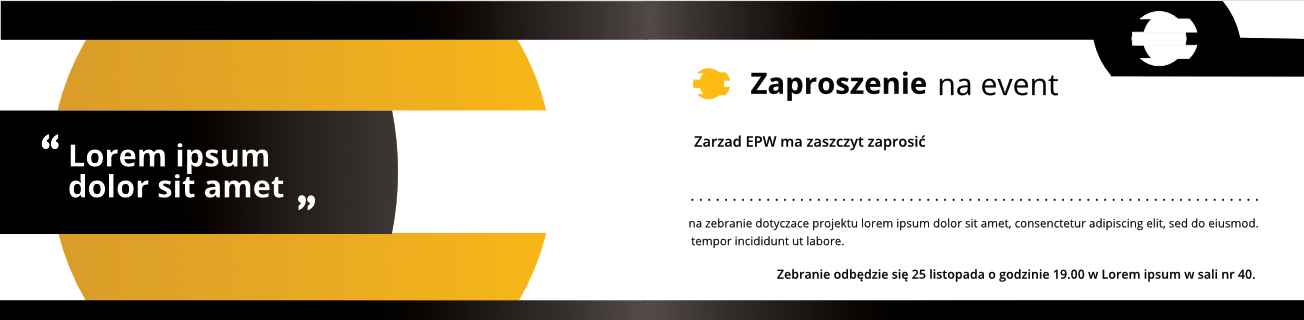 “ Lorem ipsum
dolor sit amet ”
Zaproszenie na event
Zarzad EPW ma zaszczyt zaprosić
na zebranie dotyczace projektu lorem ipsum dolor sit amet, consenctetur adipiscing elit, sed do eiusmod.
tempor incididunt ut labore.
Zebranie odbędzie się 25 listopada o godzinie 19.00 w Lorem ipsum w sali nr 40.